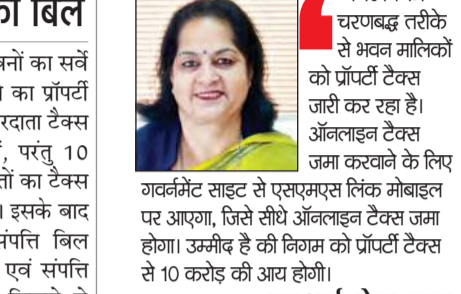 का बिल
वनों का सर्वे
का प्रॉपर्टी
रदाता टैक्स
परंतु 10
तों का टैक्स
। इसके बाद
संपत्ति बिल
एवं संपत्ति
चरणबद्ध तरीके
से भवन मालिकों
को प्रॉपर्टी टैक्स
जारी कर रहा है।
ऑनलाइन टैक्स
जमा करवाने के लिए
गवर्नमेंट साइट से एसएमएस लिंक मोबाइल
पर आएगा, जिसे सीधे ऑनलाइन टैक्स जमा
होगा। उम्मीद है की निगम को प्रॉपर्टी टैक्स
से 10 करोड़ की आय होगी।